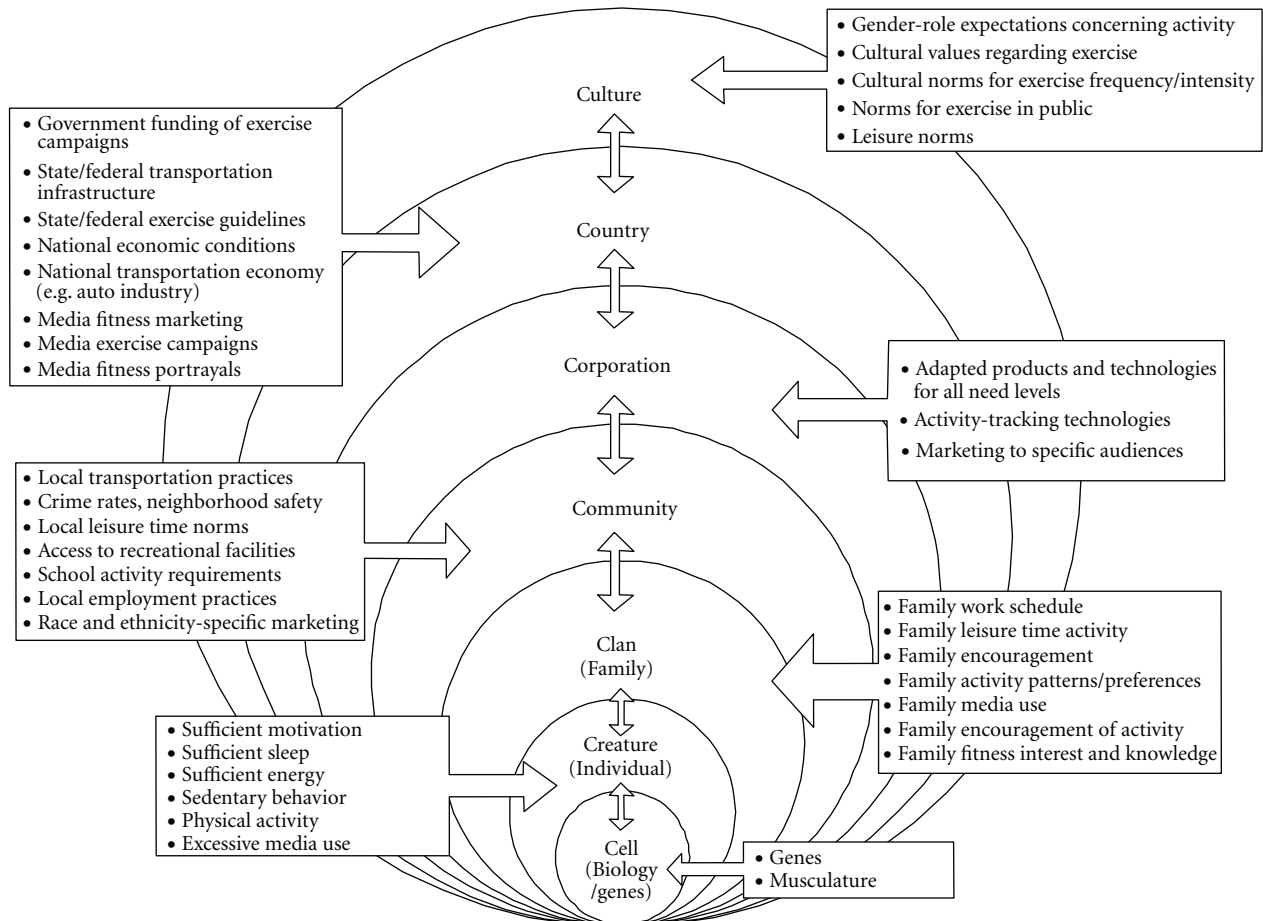 • Gender-role expectations concerning activity
• Cultural values regarding exercise
• Cultural norms for exercise frequency/intensity
• Norms for exercise in public
• Leisure norms
Culture
• Government funding of exercise
campaigns
• State/federal transportation
infrastructure
• State/federal exercise guidelines
• National economic conditions
• National transportation economy
(e.g. auto industry)
• Media fitness marketing
• Media exercise campaigns
• Media fitness portrayals
Country
Corporation
• Adapted products and technologies
for all need levels
• Activity-tracking technologies
• Marketing to specific audiences
• Local transportation practices
• Crime rates, neighborhood safety
• Local leisure time norms
• Access to recreational facilities
• School activity requirements
• Local employment practices
• Race and ethnicity-specific marketing
Community
Clan
(Family)
• Family work schedule
• Family leisure time activity
• Family encouragement
• Family activity patterns/preferences
• Family media use
• Family encouragement of activity
• Family fitness interest and knowledge
• Sufficient motivation
• Sufficient sleep
• Sufficient energy
• Sedentary behavior
• Physical activity
• Excessive media use
Creature
(Individual)
Cell
(Biology
/genes)
• Genes
• Musculature